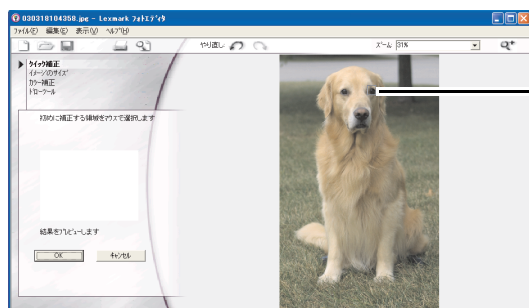 030318104358.jpg - Lexmark フォトエディタ
ファイル(F) 編集(E) 表示(V) ヘルプ(H)
やり直し
ズーム 31%
クイック補正
イメージのサイズ
カラー補正
ドローツール
初めに補正する領域をマウスで選択します
結果をプレビューします
OK キャンセル